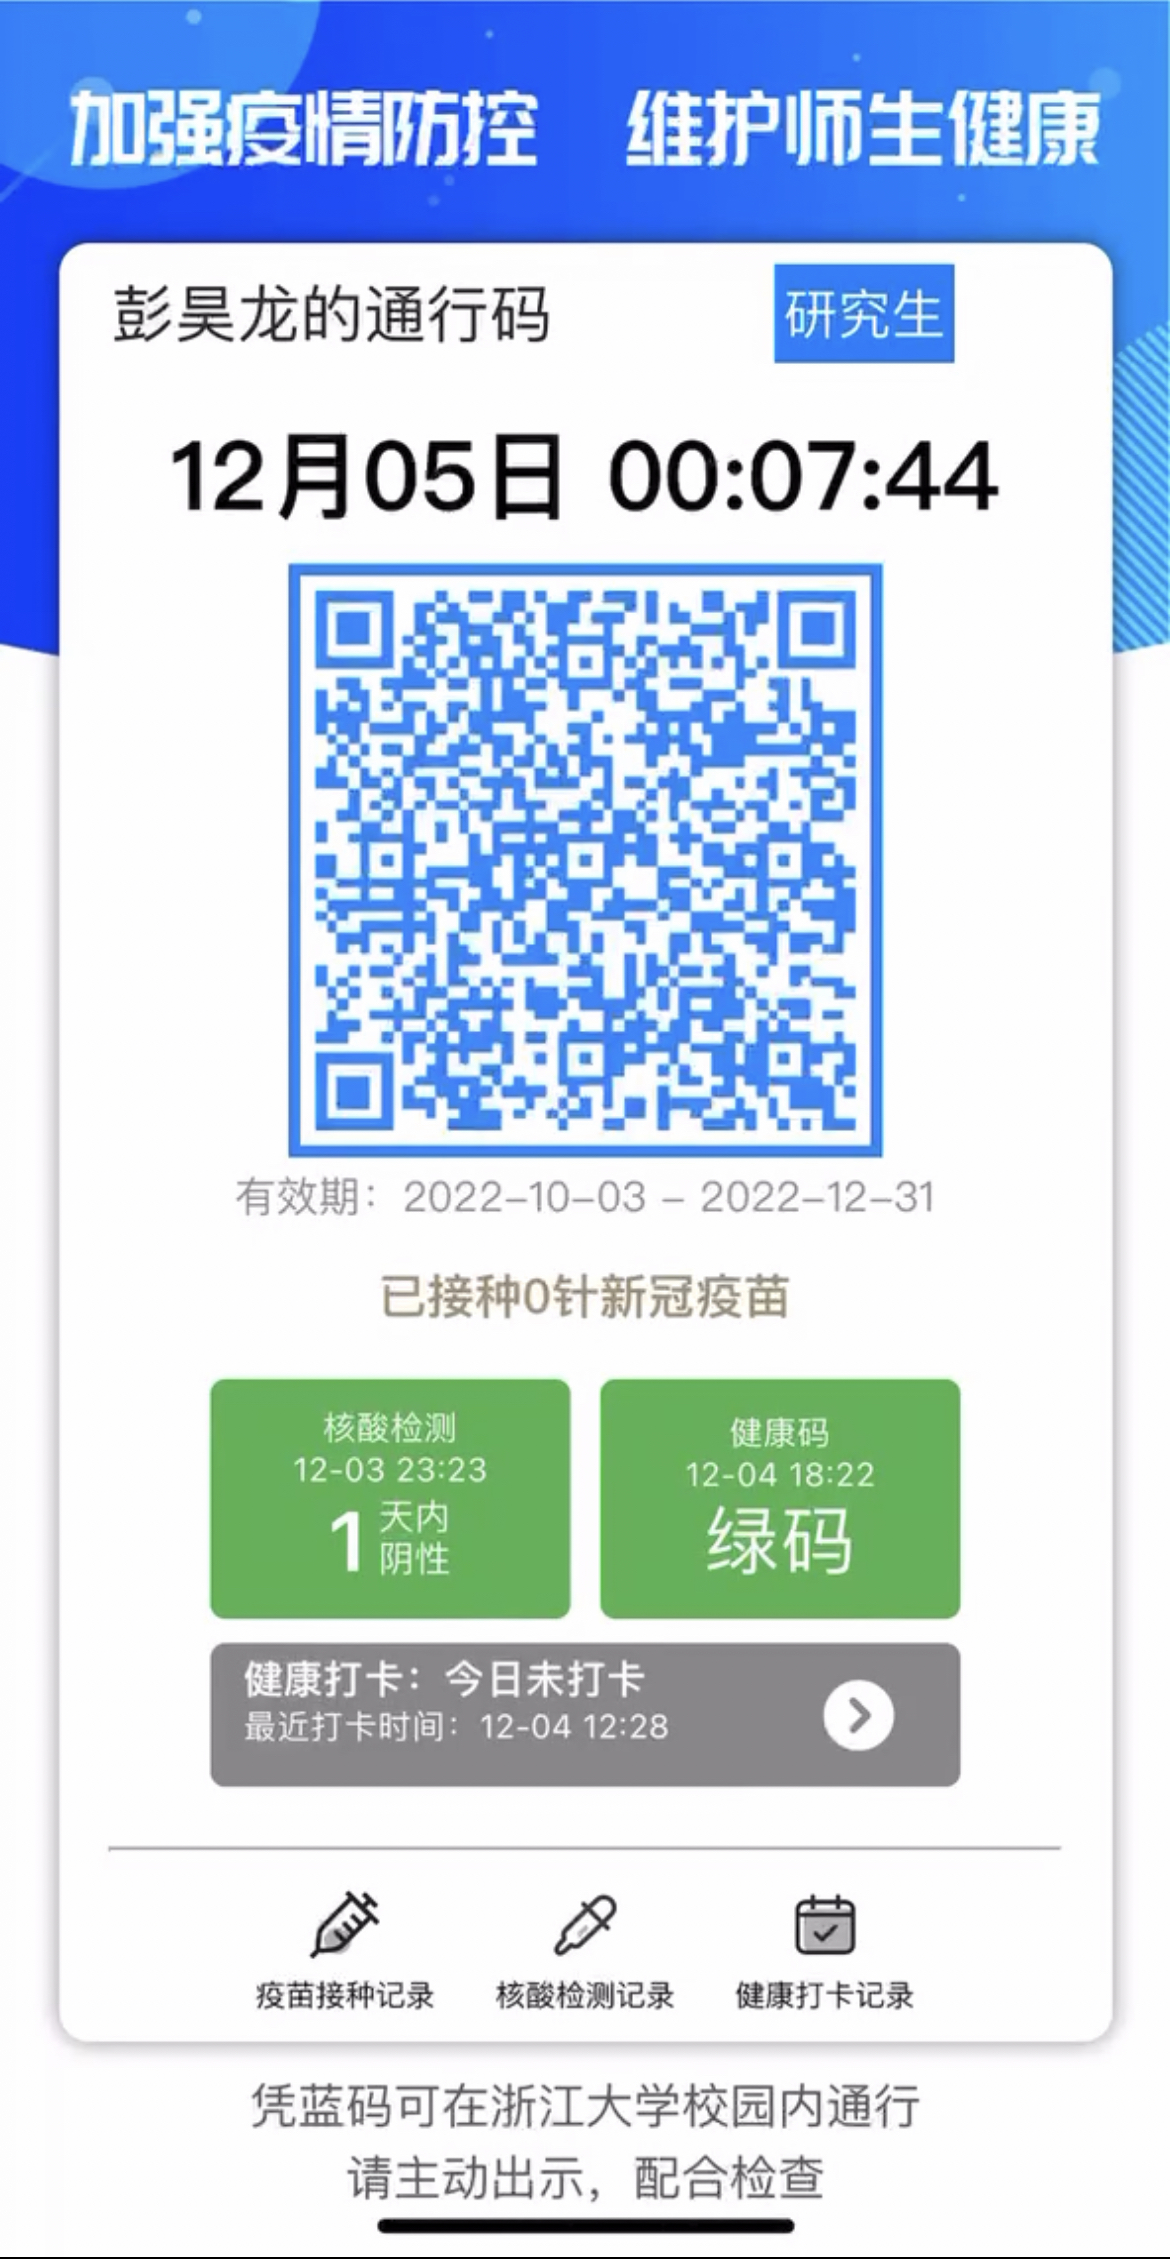 加强疫情防控 维护师生健康
彭昊龙的通行码
研究生
12月05日 00:07:44
有效期：2022-10-03 - 2022-12-31
已接种0针新冠疫苗
核酸检测
12-03 23:23
1天内阴性
健康码
12-04 18:22
绿码
健康打卡：今日未打卡
最近打卡时间：12-04 12:28
疫苗接种记录
核酸检测记录
健康打卡记录
凭蓝码可在浙江大学校园内通行
请主动出示，配合检查